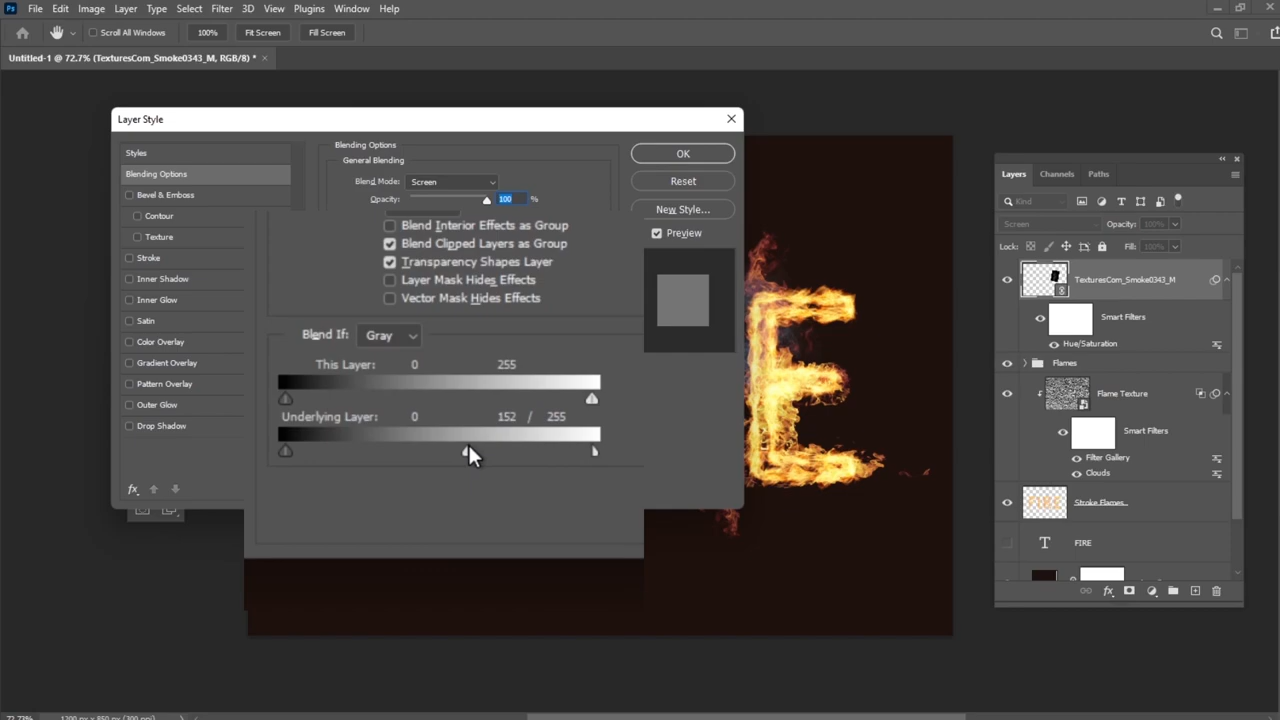 Ps File Edit Image Layer Type Select Filter 3D View Plugins Window Help
Scroll All Windows 100% Fit Screen Fill Screen
Untitled-1 @ 72.7% (TexturesCom_Smoke0343_M, RGB/8) * ×
Layer Style
Styles
Blending Options
Bevel & Emboss
Contour
Texture
Stroke
Inner Shadow
Inner Glow
Satin
Color Overlay
Gradient Overlay
Pattern Overlay
Outer Glow
Drop Shadow
fx
Blending Options
General Blending
Blend Mode: Screen
Opacity: 100 %
Blend Interior Effects as Group
Blend Clipped Layers as Group
Transparency Shapes Layer
Layer Mask Hides Effects
Vector Mask Hides Effects
Blend If: Gray
This Layer: 0 255
Underlying Layer: 0 152 / 255
OK
Reset
New Style...
Preview
E
Layers Channels Paths
Kind
Screen Opacity: 100%
Lock: Fill: 100%
TexturesCom_Smoke0343_M
Smart Filters
Hue/Saturation
Flames
Flame Texture
Smart Filters
Filter Gallery
Clouds
FIRE Stroke Flames
T FIRE
fx
72.73% 1200 px x 850 px (300 ppi)